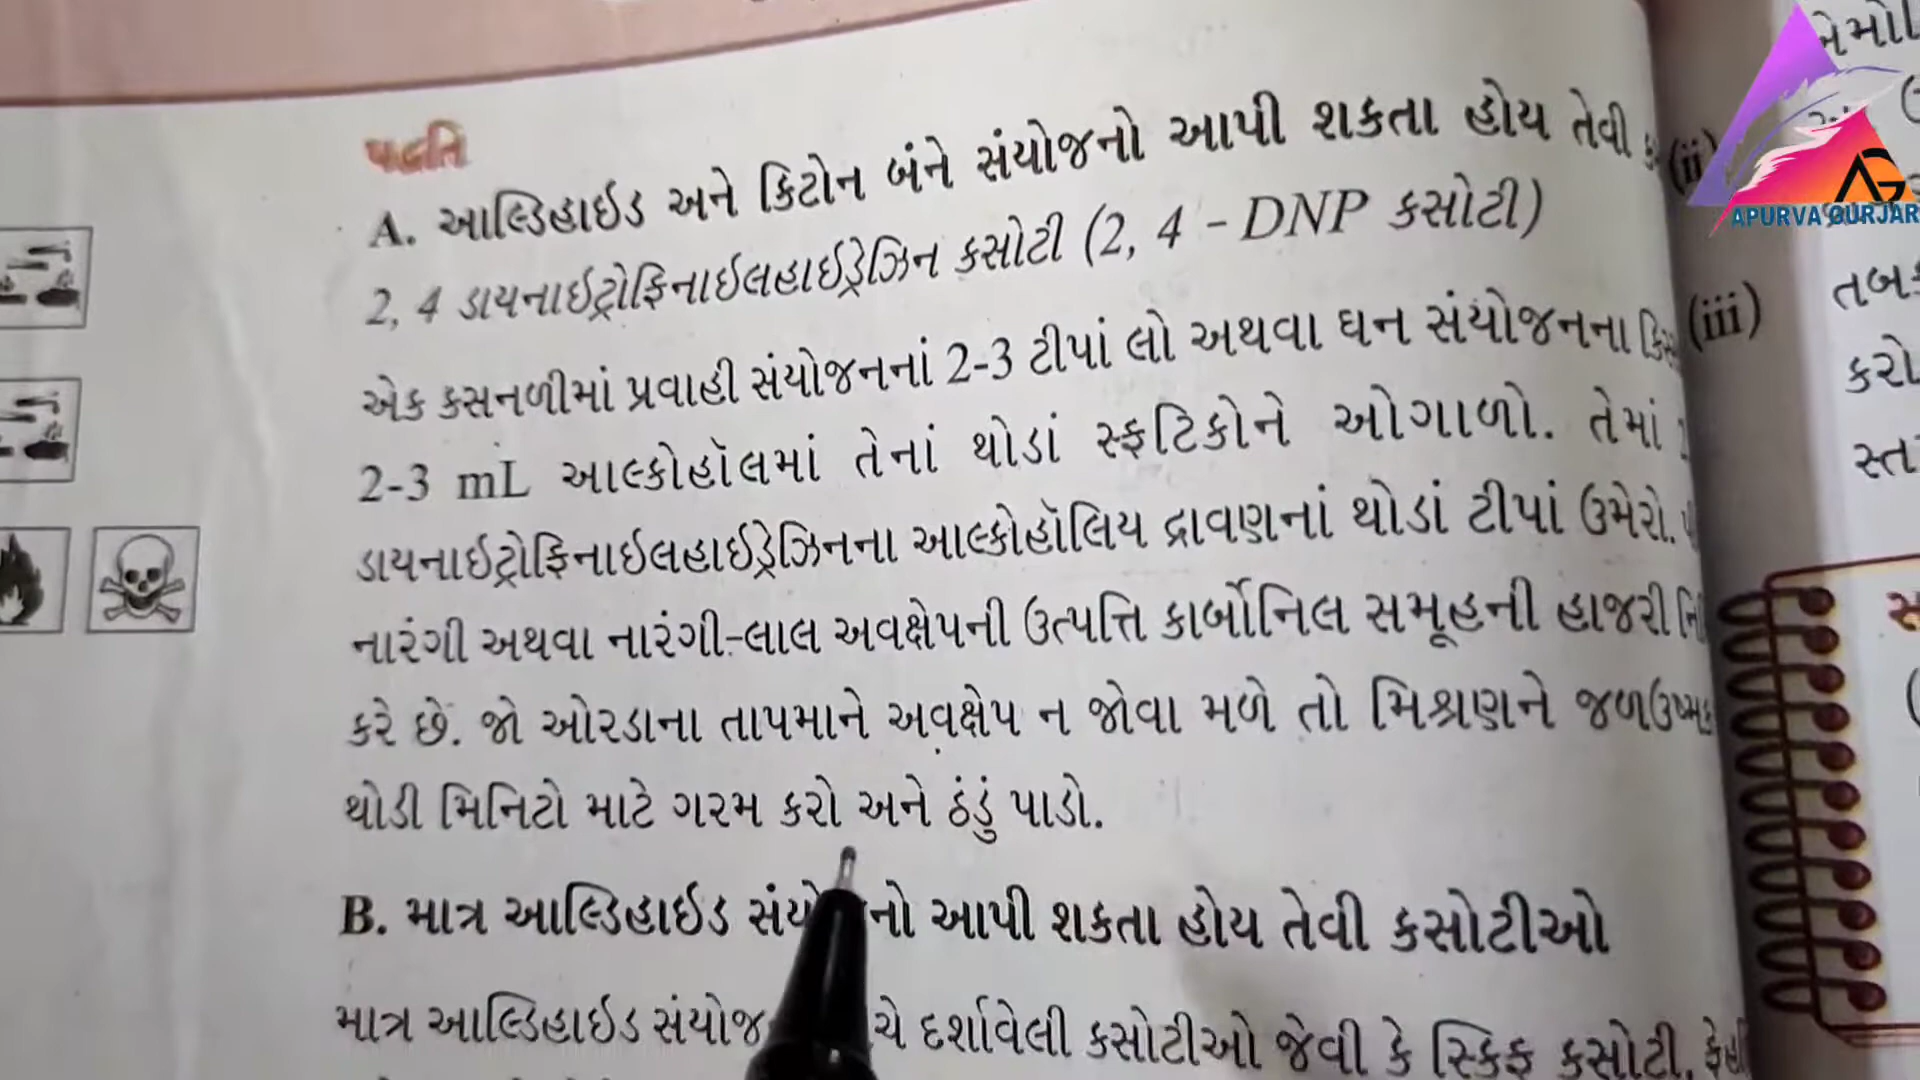 પદ્ધતિ
A. આલ્ડિહાઇડ અને કિટોન બંને સંયોજનો આપી શકતા હોય તેવી
2, 4 ડાયનાઇટ્રોફિનાઇલહાઇડ્રેઝિન કસોટી (2, 4 - DNP કસોટી)
એક કસનળીમાં પ્રવાહી સંયોજનનાં 2-3 ટીપાં લો અથવા ઘન સંયોજનના
2-3 mL આલ્કોહૉલમાં તેનાં થોડાં સ્ફટિકોને ઓગાળો. તેમાં
ડાયનાઇટ્રોફિનાઇલહાઇડ્રેઝિનના આલ્કોહૉલિય દ્રાવણનાં થોડાં ટીપાં ઉમેરો.
નારંગી અથવા નારંગી-લાલ અવક્ષેપની ઉત્પત્તિ કાર્બોનિલ સમૂહની હાજરી
કરે છે. જો ઓરડાના તાપમાને અવક્ષેપ ન જોવા મળે તો મિશ્રણને
થોડી મિનિટો માટે ગરમ કરો અને ઠંડું પાડો.
B. માત્ર આલ્ડિહાઇડ આપી શકતા હોય તેવી કસોટીઓ
માત્ર આલ્ડિહાઇડ દર્શાવેલી કસોટીઓ જેવી કે સ્કિફ કસોટી,
(ii)
(iii)
કરો
APURVA GURJAR